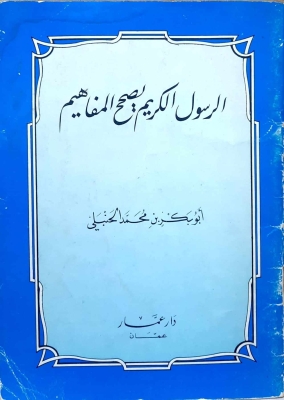 الرسول الكريم يصحح المفاهيم
أبو بكر بن محمد الحنبلي
دار عمار
عمان